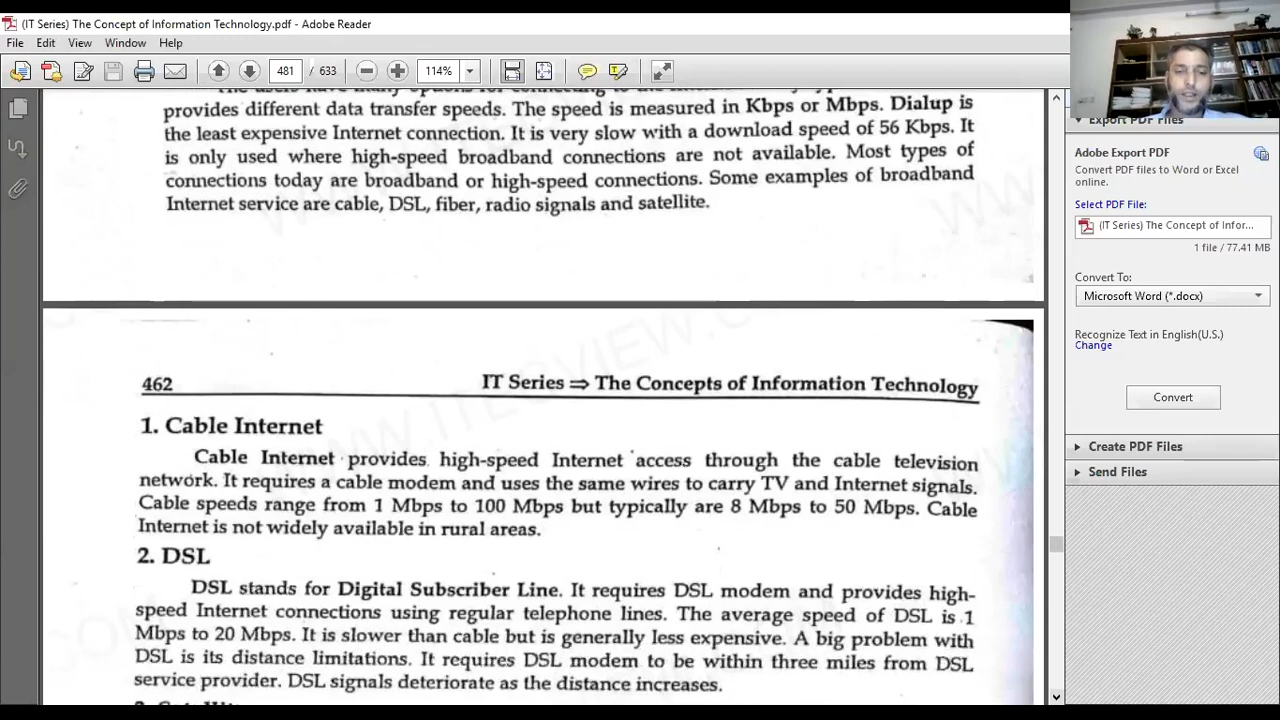 (IT Series) The Concept of Information Technology.pdf - Adobe Reader
File Edit View Window Help
481 / 633 114%
provides different data transfer speeds. The speed is measured in Kbps or Mbps. Dialup is
the least expensive Internet connection. It is very slow with a download speed of 56 Kbps. It
is only used where high-speed broadband connections are not available. Most types of
connections today are broadband or high-speed connections. Some examples of broadband
Internet service are cable, DSL, fiber, radio signals and satellite.
462 IT Series ⇒ The Concepts of Information Technology
1. Cable Internet
Cable Internet provides high-speed Internet access through the cable television
network. It requires a cable modem and uses the same wires to carry TV and Internet signals.
Cable speeds range from 1 Mbps to 100 Mbps but typically are 8 Mbps to 50 Mbps. Cable
Internet is not widely available in rural areas.
2. DSL
DSL stands for Digital Subscriber Line. It requires DSL modem and provides high-
speed Internet connections using regular telephone lines. The average speed of DSL is 1
Mbps to 20 Mbps. It is slower than cable but is generally less expensive. A big problem with
DSL is its distance limitations. It requires DSL modem to be within three miles from DSL
service provider. DSL signals deteriorate as the distance increases.
Export PDF Files
Adobe Export PDF
Convert PDF files to Word or Excel
online.
Select PDF File:
(IT Series) The Concept of Infor...
1 file / 77.41 MB
Convert To:
Microsoft Word (*.docx)
Recognize Text in English(U.S.)
Change
Convert
Create PDF Files
Send Files